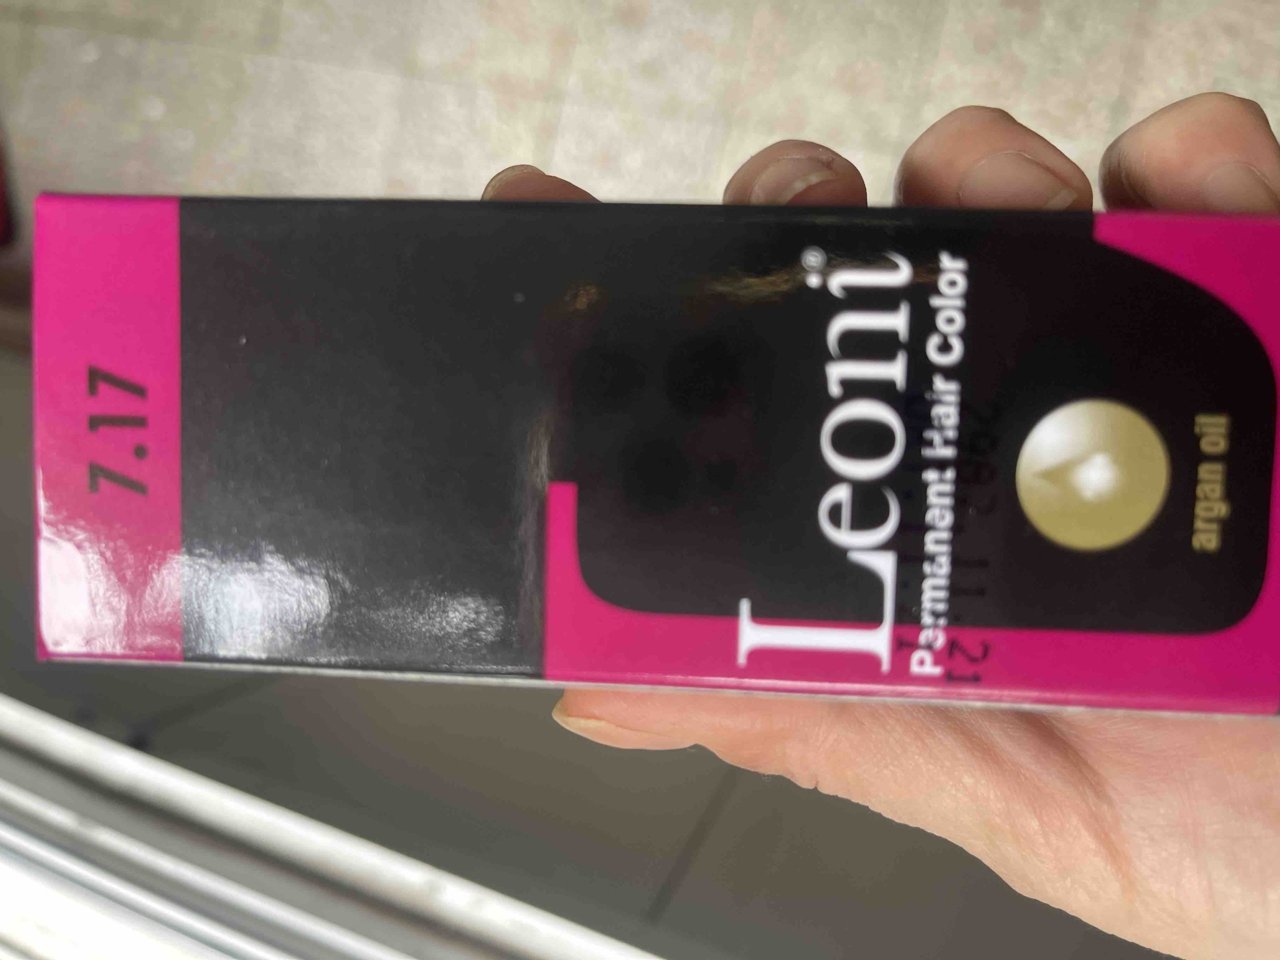 7.17
Leoni®
Permanent Hair Color
argan oil